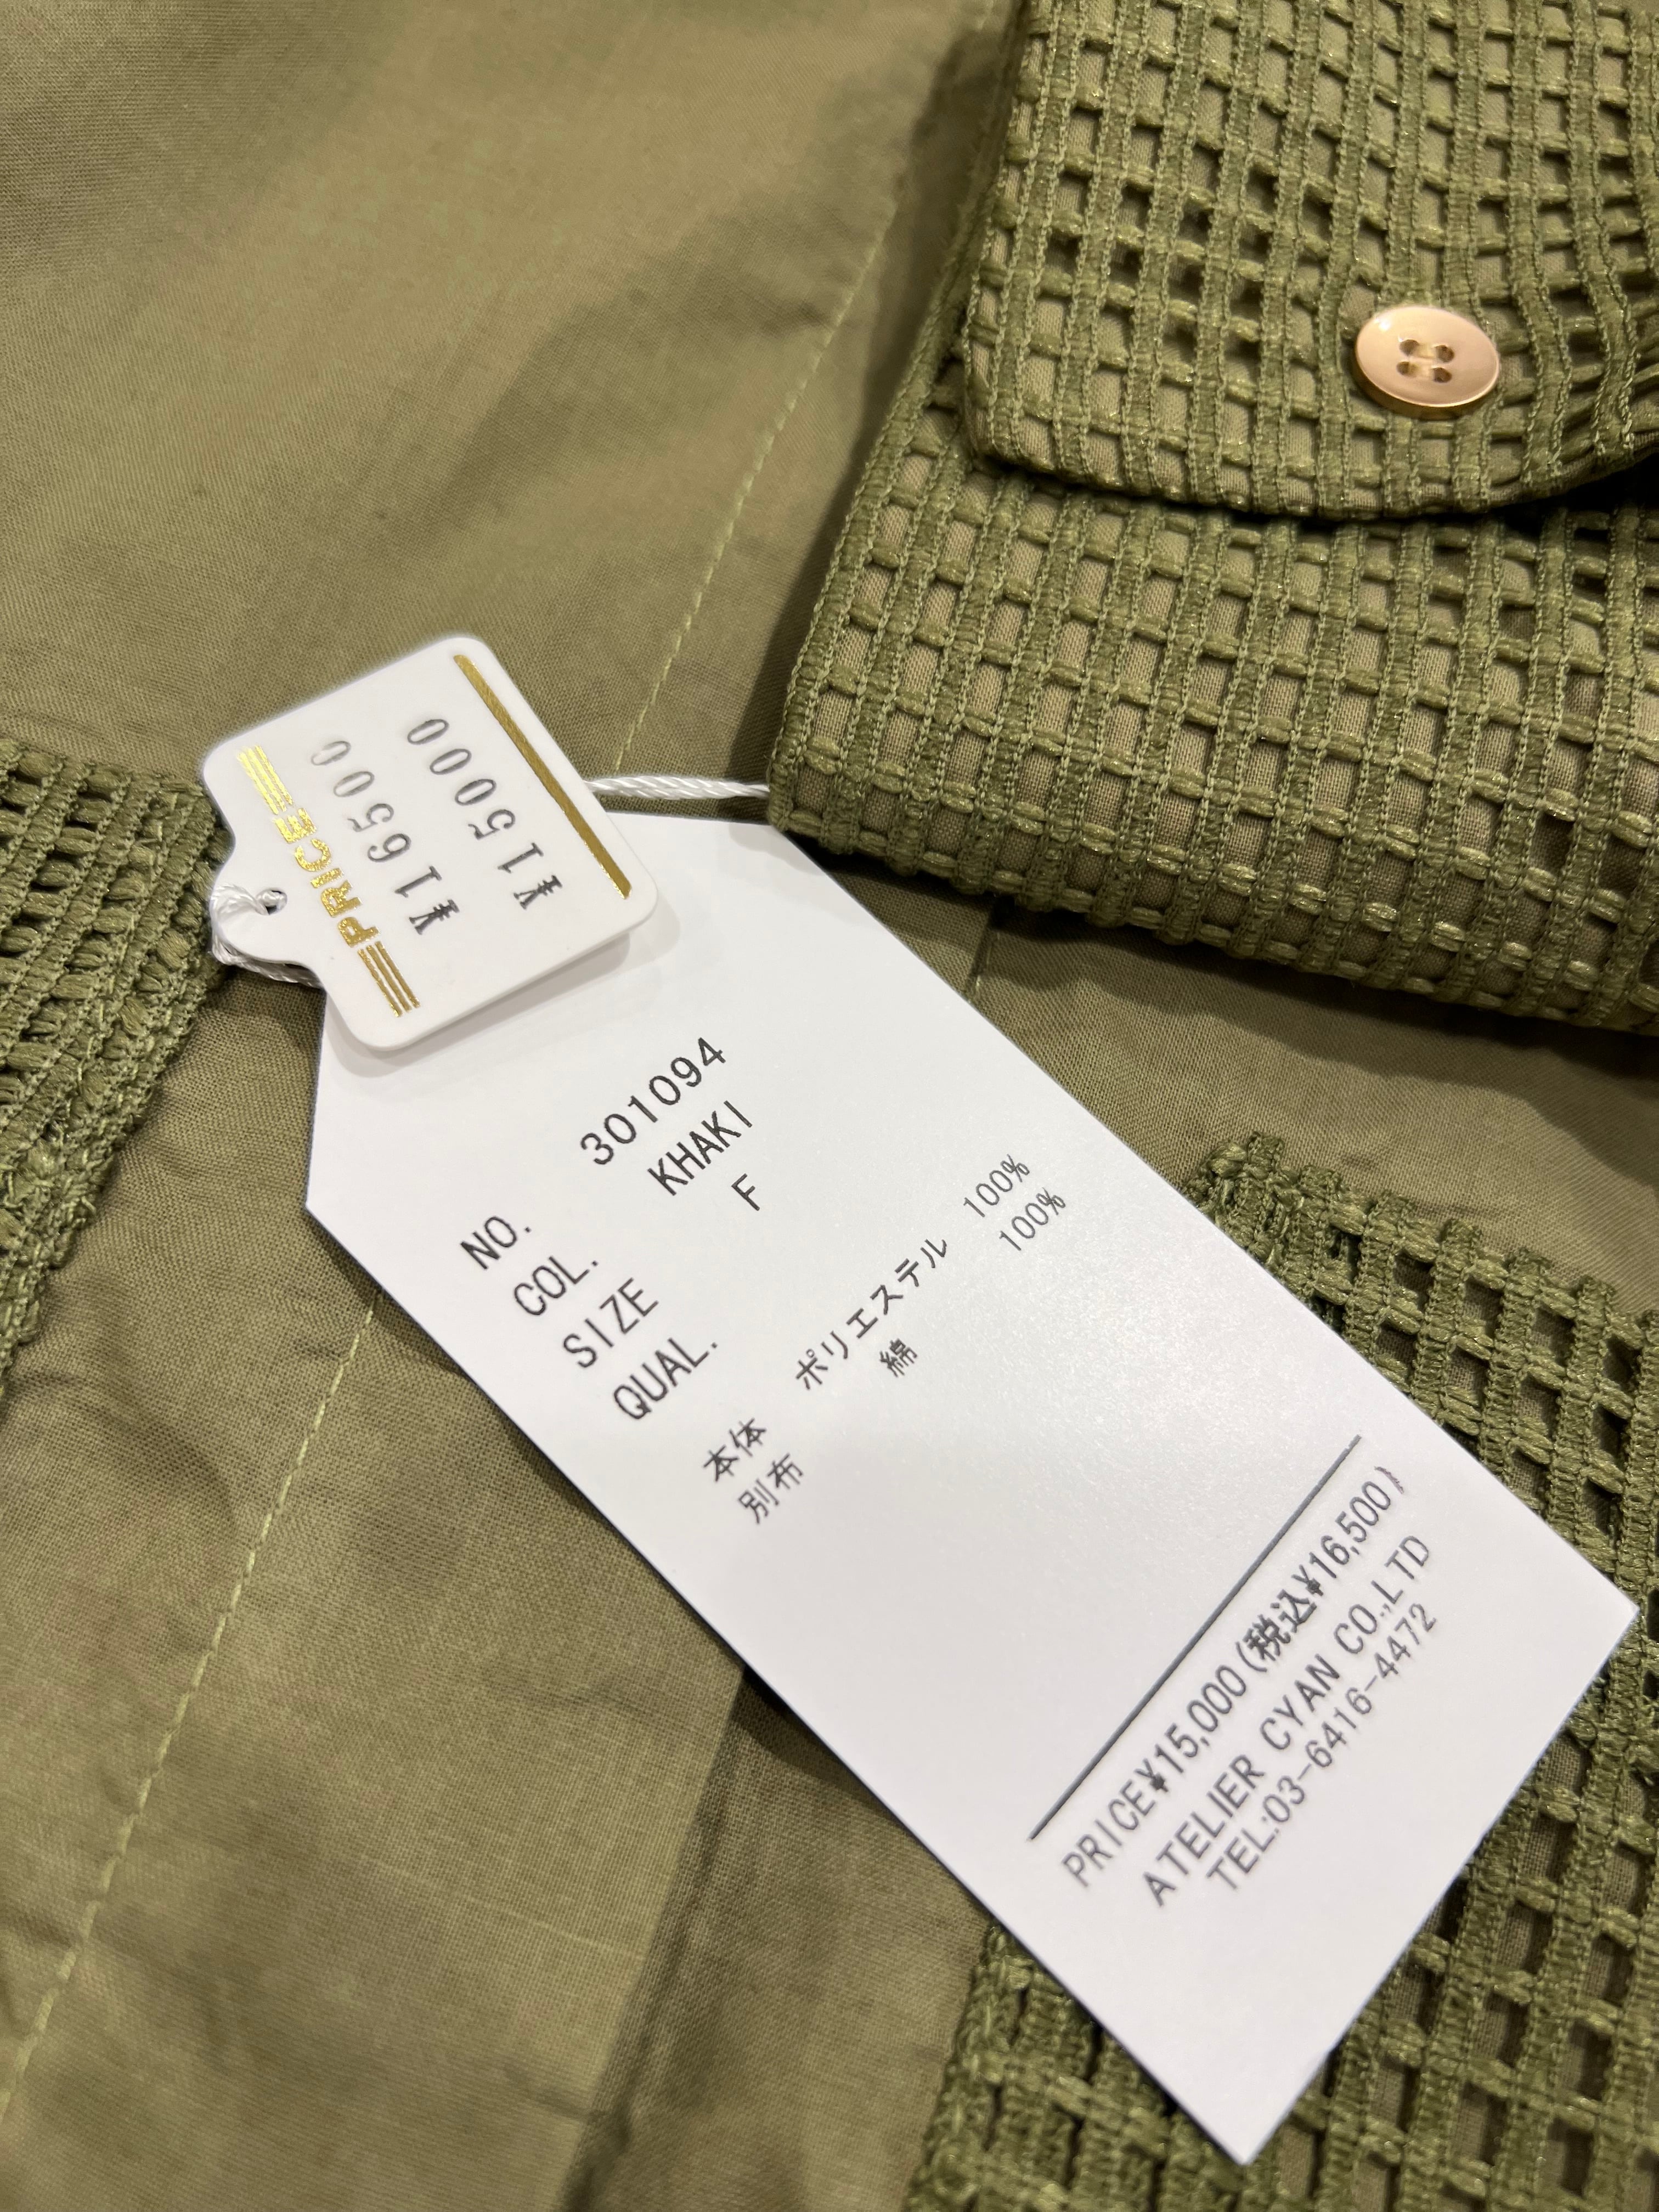 PRICE
¥16500
¥15000
NO. 301094
COL. KHAKI
SIZE F
QUAL.
本体 ポリエステル 100%
別布 綿 100%
PRICE¥15,000(税込¥16,500)
ATELIER CYAN CO.,LTD
TEL:03-6416-4472